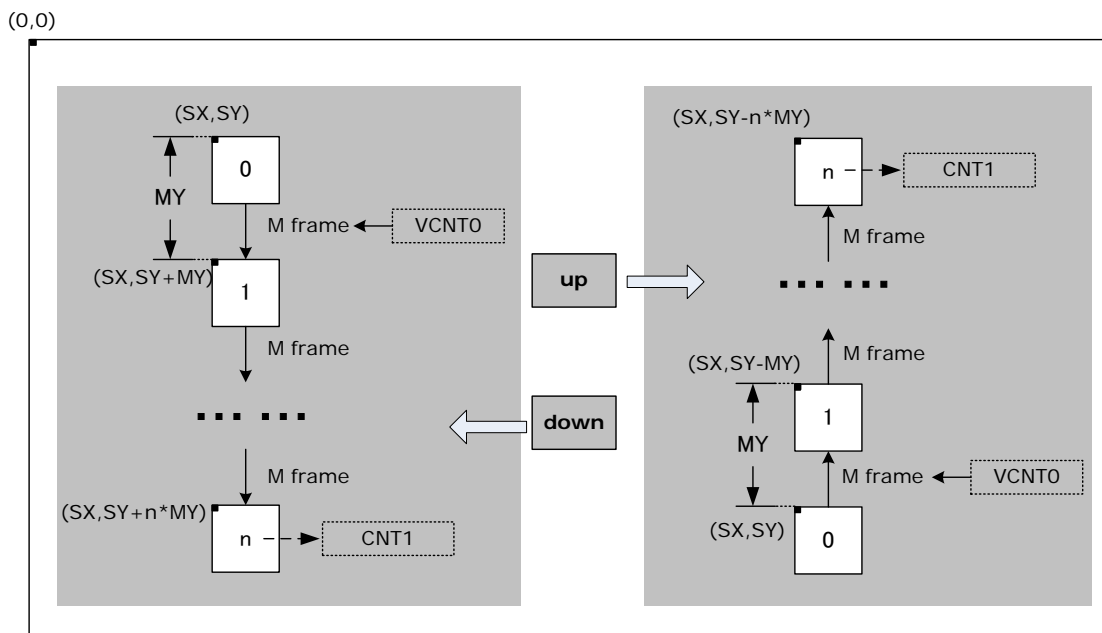 (0,0)
(SX,SY)
0
MY
M frame
VCNT0
(SX,SY+MY)
1
M frame
... ...
M frame
(SX,SY+n*MY)
n
CNT1
up
down
(SX,SY-n*MY)
n
CNT1
M frame
... ...
M frame
(SX,SY-MY)
1
MY
M frame
VCNT0
(SX,SY)
0